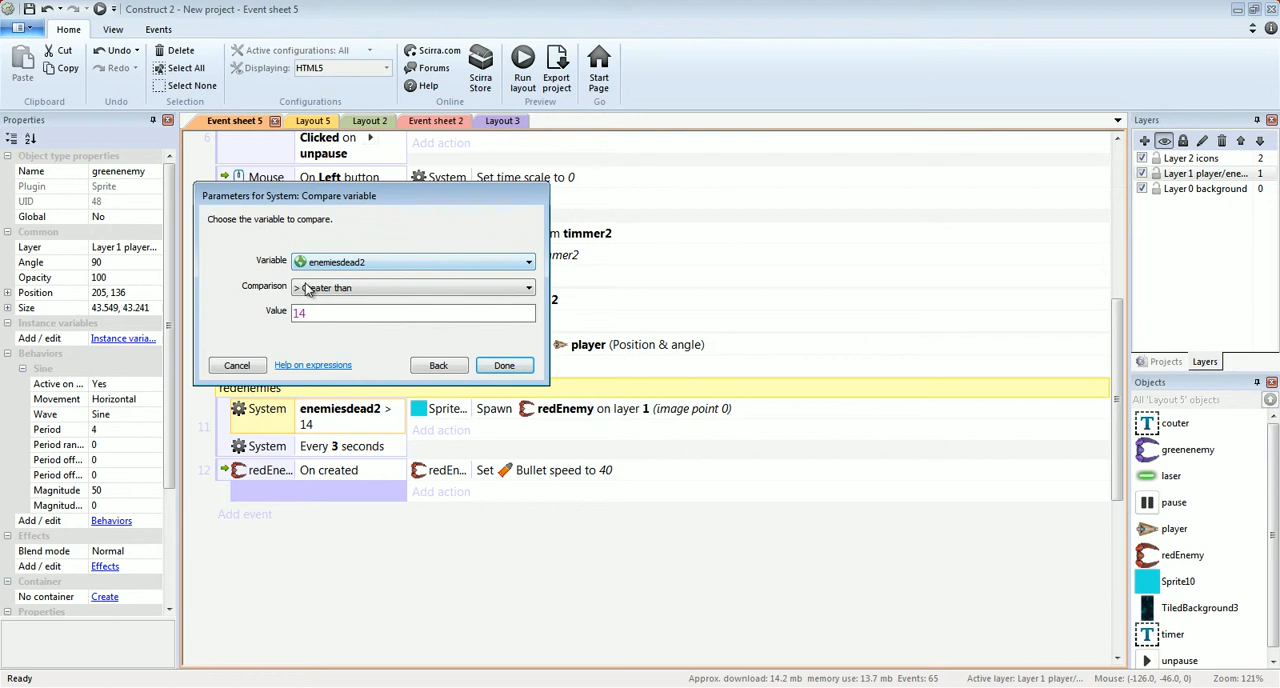 Construct 2 - New project - Event sheet 5
Home View Events
Paste Cut Copy
Clipboard
Undo Redo
Undo
Delete Select All Select None
Selection
Active configurations: All
Displaying: HTML5
Configurations
Scirra.com Forums Help Scirra Store
Online
Run layout Export project
Preview
Start Page
Go
Properties
Object type properties
Name greenenemy
Plugin Sprite
UID 48
Global No
Common
Layer Layer 1 player...
Angle 90
Opacity 100
Position 205, 136
Size 43.549, 43.241
Instance variables
Add / edit Instance varia...
Behaviors
Sine
Active on ... Yes
Movement Horizontal
Wave Sine
Period 4
Period ran... 0
Period off... 0
Period off... 0
Magnitude 50
Magnitud... 0
Add / edit Behaviors
Effects
Blend mode Normal
Add / edit Effects
Container
No container Create
Properties
Event sheet 5 Layout 5 Layout 2 Event sheet 2 Layout 3
6 Clicked on unpause Add action
Mouse On Left button System Set time scale to 0
Parameters for System: Compare variable
Choose the variable to compare.
Variable enemiesdead2
Comparison > Greater than
Value 14
Cancel Help on expressions Back Done
timmer2
mmer2
2
player (Position & angle)
redenemies
11 System enemiesdead2 > 14 Sprite... Spawn redEnemy on layer 1 (image point 0)
Add action
System Every 3 seconds
12 redEne... On created redEn... Set Bullet speed to 40
Add action
Add event
Layers
Layer 2 icons 2
Layer 1 player/ene... 1
Layer 0 background 0
Projects Layers
Objects
All 'Layout 5' objects
couter
greenenemy
laser
pause
player
redEnemy
Sprite10
TiledBackground3
timer
unpause
Ready Approx. download: 14.2 mb memory use: 13.7 mb Events: 65 Active layer: Layer 1 player/... Mouse: (-126.0, -46.0, 0) Zoom: 121%